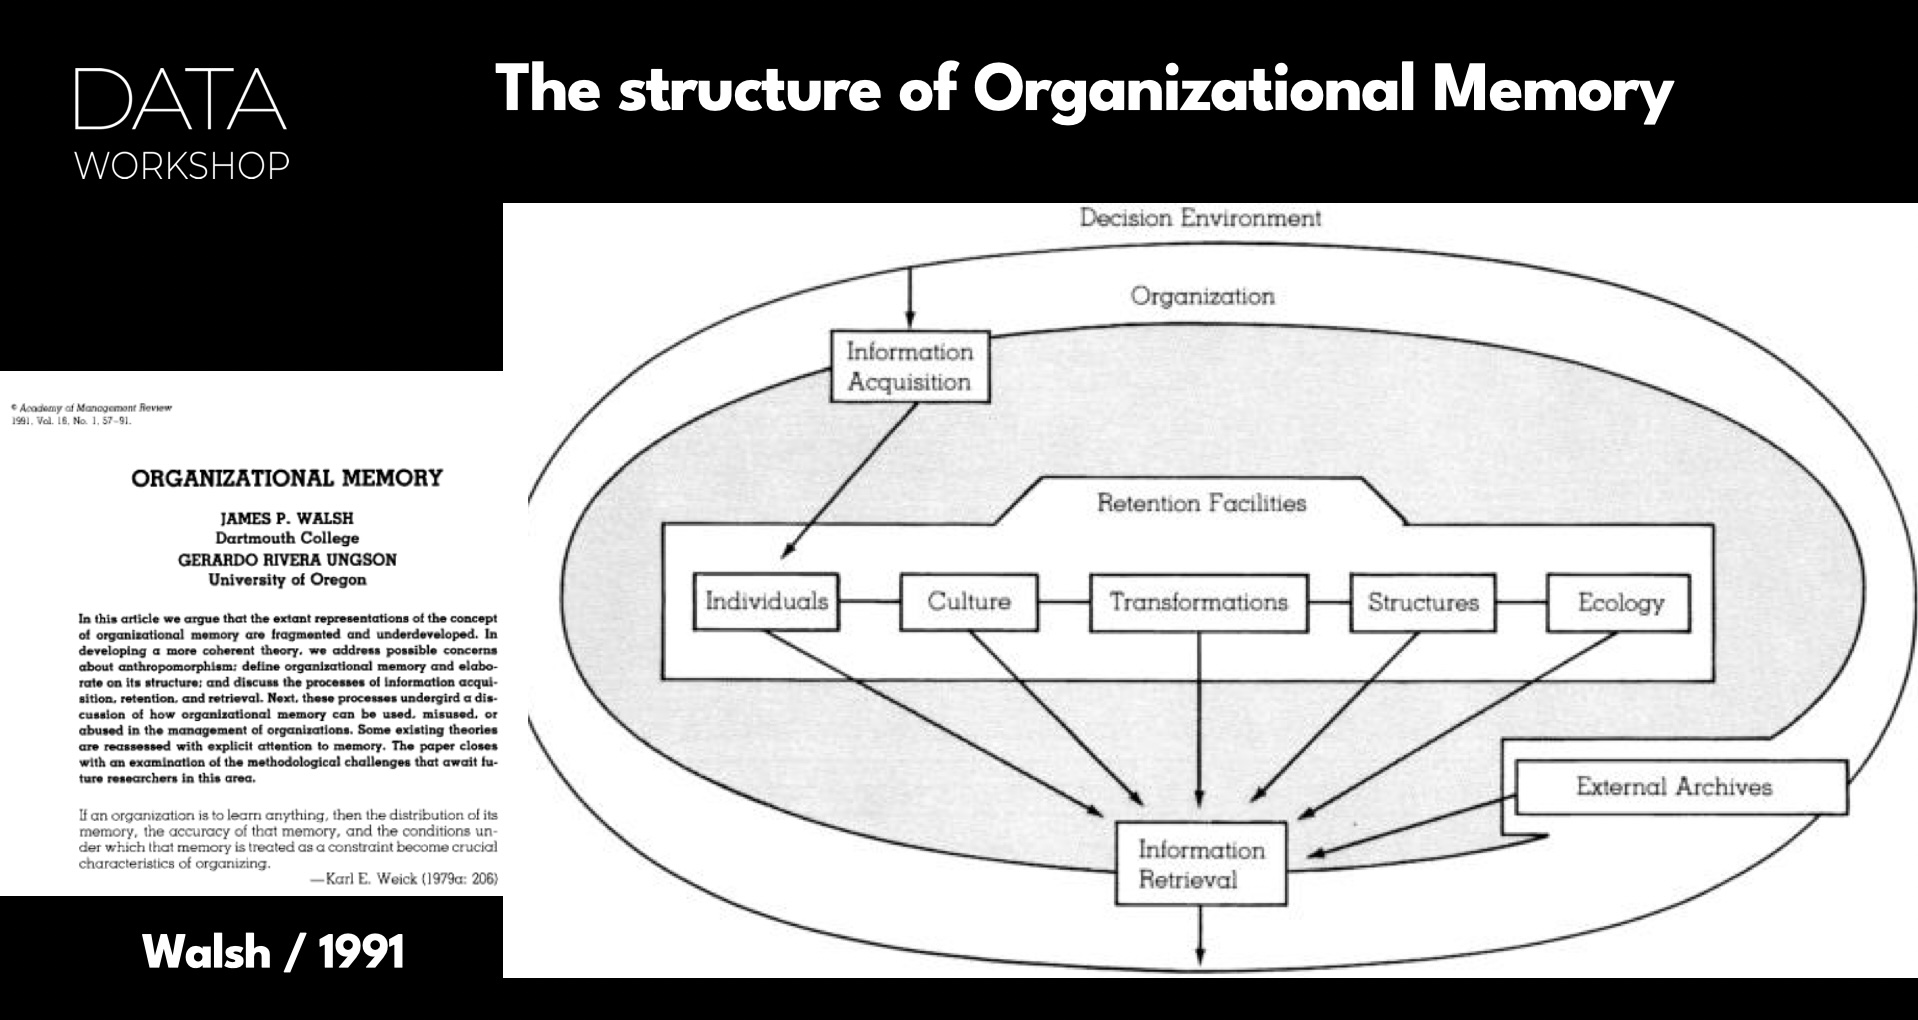 DATA
WORKSHOP
The structure of Organizational Memory
© Academy of Management Review
1991, Vol. 16, No. 1, 57–91.
ORGANIZATIONAL MEMORY
JAMES P. WALSH
Dartmouth College
GERARDO RIVERA UNGSON
University of Oregon
In this article we argue that the extant representations of the concept
of organizational memory are fragmented and underdeveloped. In
developing a more coherent theory, we address possible concerns
about anthropomorphism; define organizational memory and elabo-
rate on its structure; and discuss the processes of information acqui-
sition, retention, and retrieval. Next, these processes undergird a dis-
cussion of how organizational memory can be used, misused, or
abused in the management of organizations. Some existing theories
are reassessed with explicit attention to memory. The paper closes
with an examination of the methodological challenges that await fu-
ture researchers in this area.
If an organization is to learn anything, then the distribution of its
memory, the accuracy of that memory, and the conditions un-
der which that memory is treated as a constraint become crucial
characteristics of organizing.
—Karl E. Weick (1979a: 206)
Walsh / 1991
Decision Environment
Organization
Information
Acquisition
Retention Facilities
Individuals
Culture
Transformations
Structures
Ecology
External Archives
Information
Retrieval